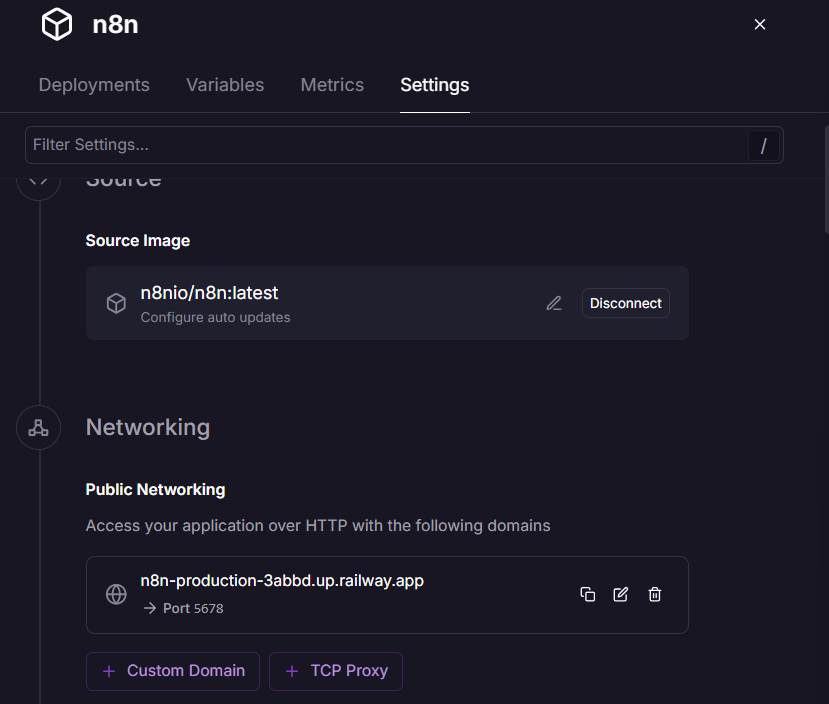 n8n
Deployments Variables Metrics Settings
Filter Settings... /
Source
Source Image
n8nio/n8n:latest
Configure auto updates
Disconnect
Networking
Public Networking
Access your application over HTTP with the following domains
n8n-production-3abbd.up.railway.app
Port 5678
Custom Domain
TCP Proxy